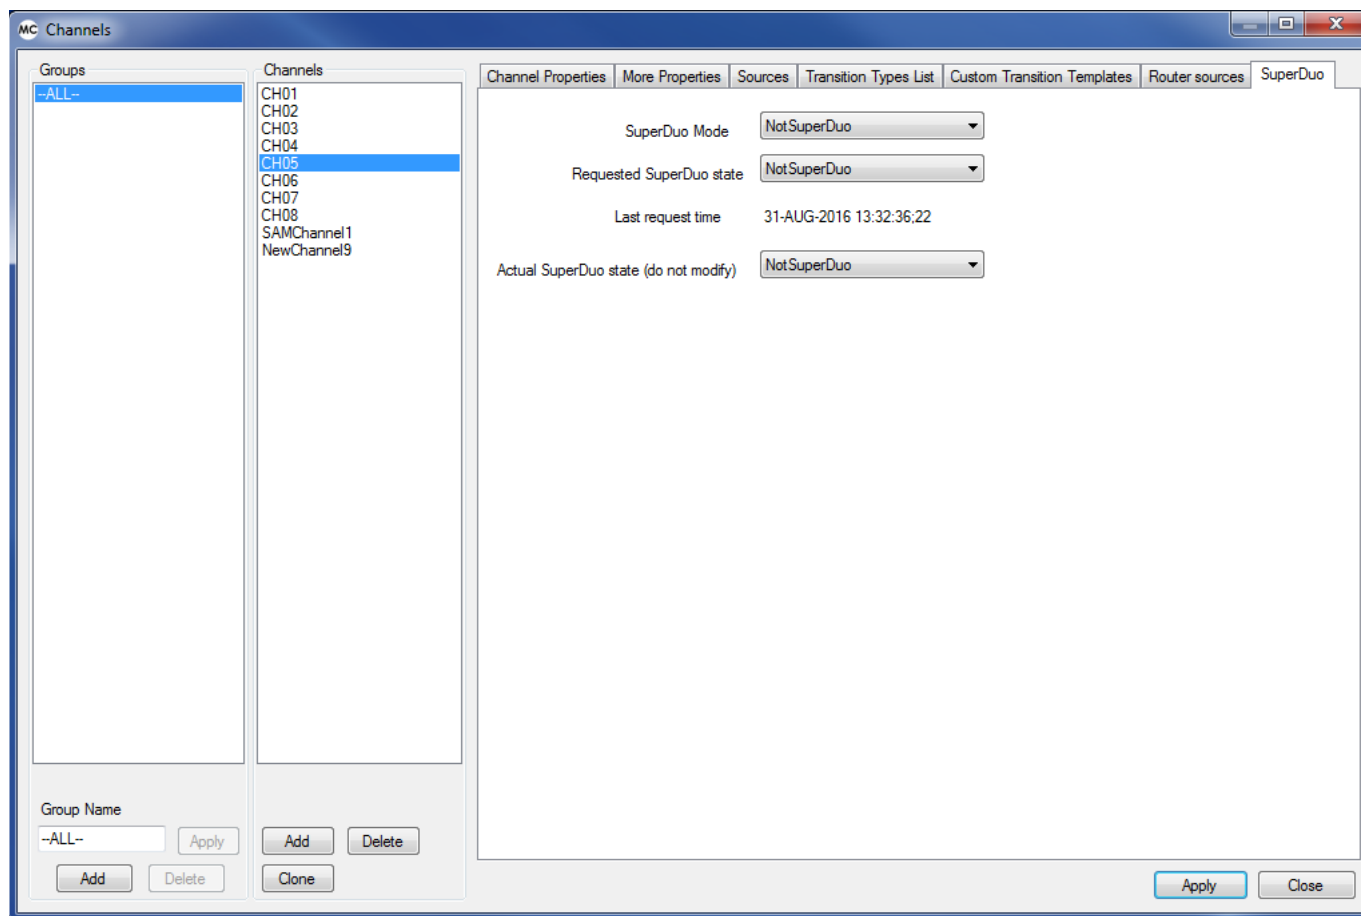 MC Channels
Groups
--ALL--
Group Name
--ALL--
Apply
Add
Delete
Channels
CH01
CH02
CH03
CH04
CH05
CH06
CH07
CH08
SAMChannel1
NewChannel9
Add
Delete
Clone
Channel Properties
More Properties
Sources
Transition Types List
Custom Transition Templates
Router sources
SuperDuo
SuperDuo Mode
NotSuperDuo
Requested SuperDuo state
NotSuperDuo
Last request time
31-AUG-2016 13:32:36;22
Actual SuperDuo state (do not modify)
NotSuperDuo
Apply
Close